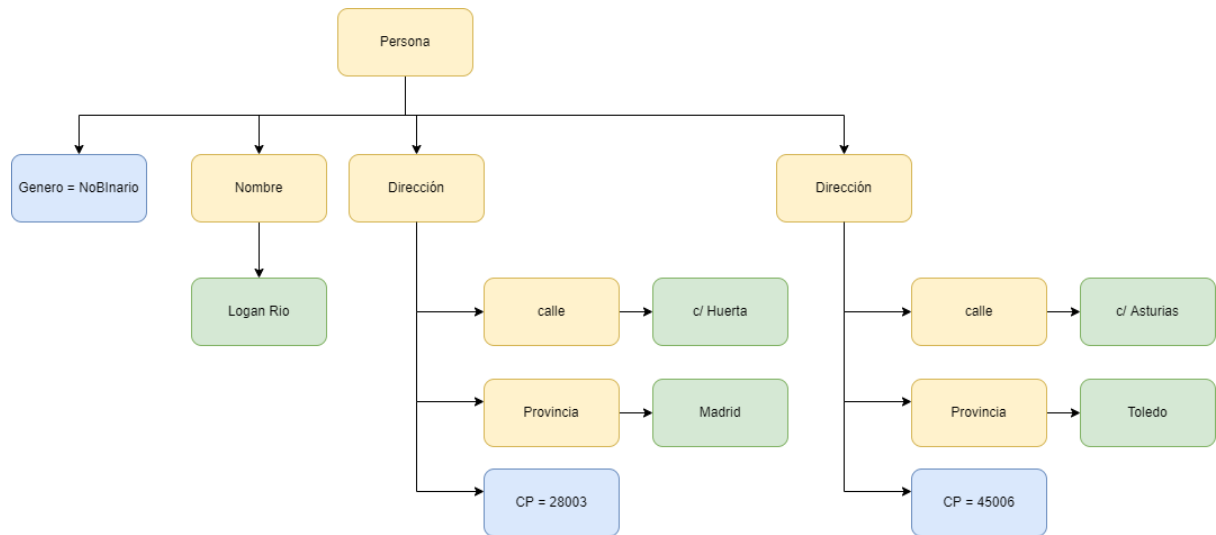 Persona
Genero = NoBInario
Nombre
Dirección
Dirección
Logan Rio
calle
c/ Huerta
calle
c/ Asturias
Provincia
Madrid
Provincia
Toledo
CP = 28003
CP = 45006